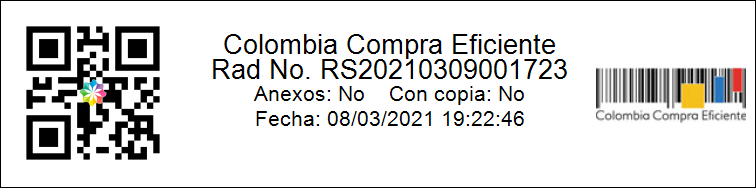 Colombia Compra Eficiente
Rad No. RS20210309001723
Anexos: No    Con copia: No
Fecha: 08/03/2021 19:22:46
Colombia Compra Eficiente